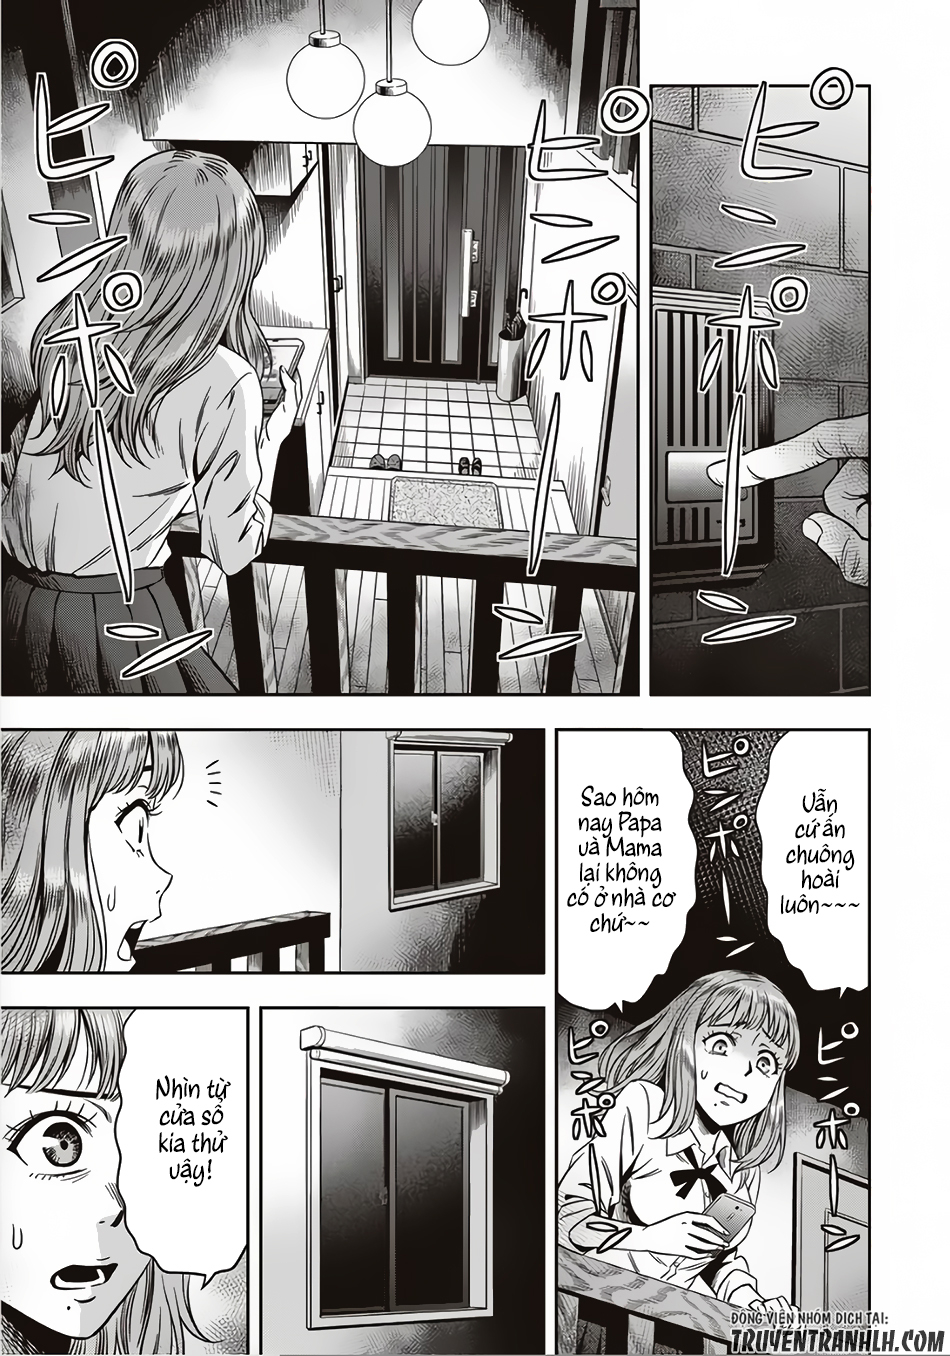 ピンポーン
ピンポーン
ピンポーン
Vẫn
cứ ấn
chuông
hoài
luôn~~~
ピンポーン
Sao hôm
nay Papa
và Mama
lại không
có ở nhà cơ
chứ~~
ピンポーン
ピンポーン
Nhìn từ
cửa sổ
kia thử
vậy!
ĐỘNG VIÊN NHÓM DỊCH TẠI:
TRUYENTRANHLH.COM